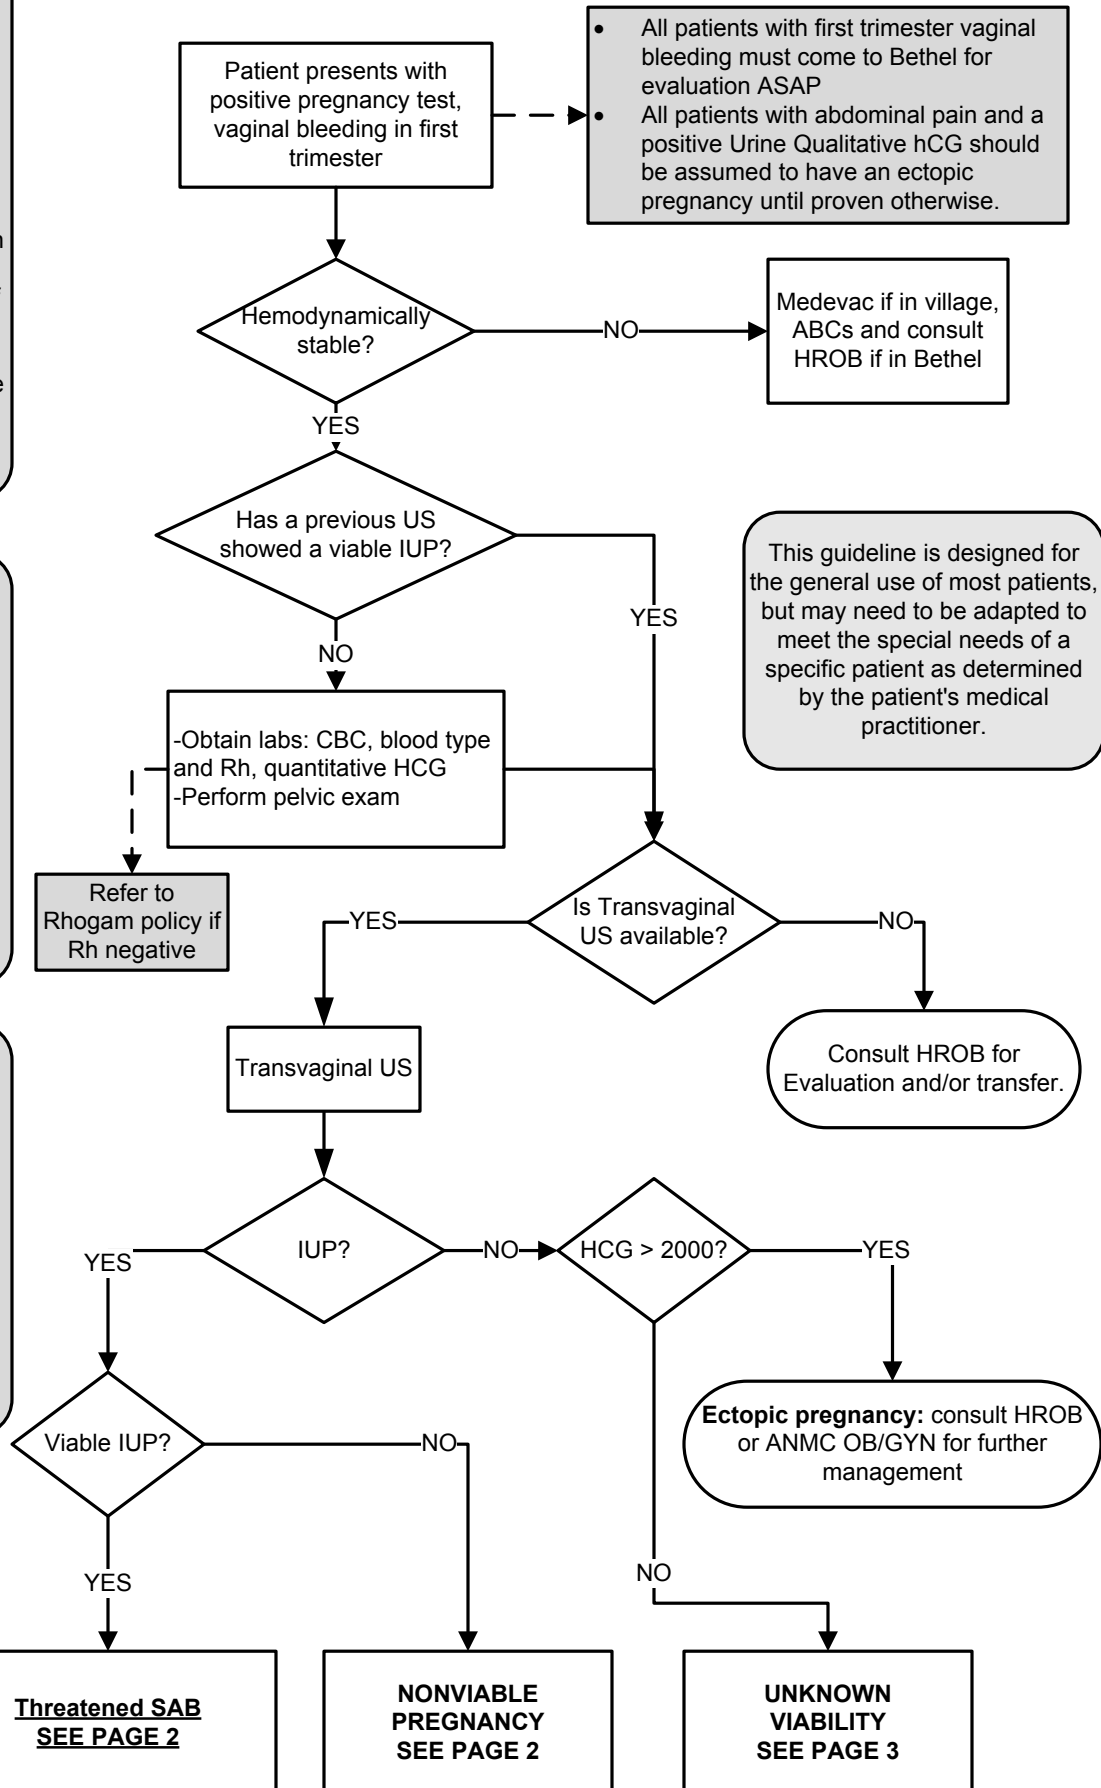 Patient presents with
positive pregnancy test,
vaginal bleeding in first
trimester
• All patients with first trimester vaginal
bleeding must come to Bethel for
evaluation ASAP
• All patients with abdominal pain and a
positive Urine Qualitative hCG should
be assumed to have an ectopic
pregnancy until proven otherwise.
Hemodynamically
stable?
NO
Medevac if in village,
ABCs and consult
HROB if in Bethel
YES
Has a previous US
showed a viable IUP?
YES
NO
This guideline is designed for
the general use of most patients,
but may need to be adapted to
meet the special needs of a
specific patient as determined
by the patient's medical
practitioner.
-Obtain labs: CBC, blood type
and Rh, quantitative HCG
-Perform pelvic exam
Refer to
Rhogam policy if
Rh negative
Is Transvaginal
US available?
YES
NO
Transvaginal US
Consult HROB for
Evaluation and/or transfer.
IUP?
YES
NO
HCG > 2000?
YES
Ectopic pregnancy: consult HROB
or ANMC OB/GYN for further
management
Viable IUP?
NO
YES
NO
Threatened SAB
SEE PAGE 2
NONVIABLE
PREGNANCY
SEE PAGE 2
UNKNOWN
VIABILITY
SEE PAGE 3